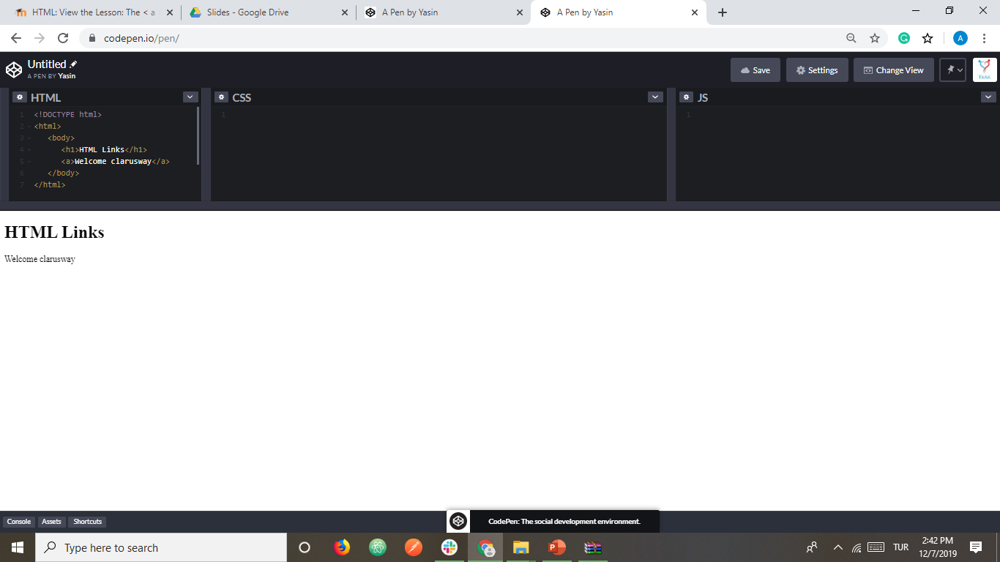 HTML: View the Lesson: The < a
Slides - Google Drive
A Pen by Yasin
A Pen by Yasin
codepen.io/pen/
A
Untitled
A PEN BY Yasin
Save
Settings
Change View
HTML
CSS
JS
1 <!DOCTYPE html>
2 <html>
3 <body>
4 <h1>HTML Links</h1>
5 <a>Welcome clarusway</a>
6 </body>
7 </html>
1
1
HTML Links
Welcome clarusway
Console
Assets
Shortcuts
CodePen: The social development environment.
Type here to search
TUR
2:42 PM
12/7/2019